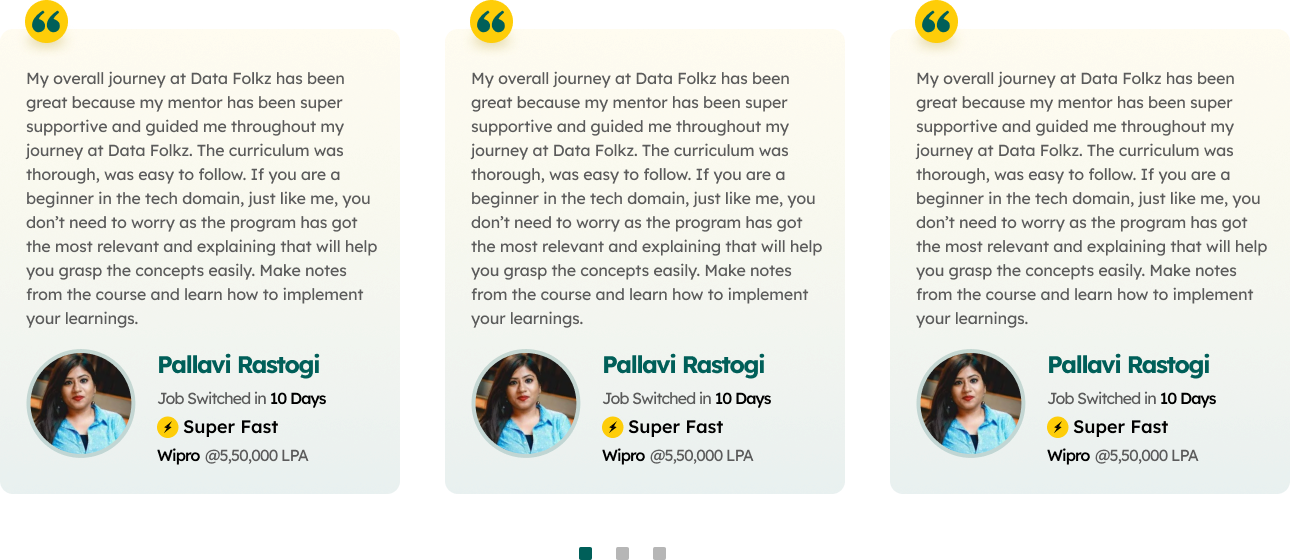 “
My overall journey at Data Folkz has been
great because my mentor has been super
supportive and guided me throughout my
journey at Data Folkz. The curriculum was
thorough, was easy to follow. If you are a
beginner in the tech domain, just like me, you
don’t need to worry as the program has got
the most relevant and explaining that will help
you grasp the concepts easily. Make notes
from the course and learn how to implement
your learnings.
Pallavi Rastogi
Job Switched in 10 Days
Super Fast
Wipro @5,50,000 LPA
“
My overall journey at Data Folkz has been
great because my mentor has been super
supportive and guided me throughout my
journey at Data Folkz. The curriculum was
thorough, was easy to follow. If you are a
beginner in the tech domain, just like me, you
don’t need to worry as the program has got
the most relevant and explaining that will help
you grasp the concepts easily. Make notes
from the course and learn how to implement
your learnings.
Pallavi Rastogi
Job Switched in 10 Days
Super Fast
Wipro @5,50,000 LPA
“
My overall journey at Data Folkz has been
great because my mentor has been super
supportive and guided me throughout my
journey at Data Folkz. The curriculum was
thorough, was easy to follow. If you are a
beginner in the tech domain, just like me, you
don’t need to worry as the program has got
the most relevant and explaining that will help
you grasp the concepts easily. Make notes
from the course and learn how to implement
your learnings.
Pallavi Rastogi
Job Switched in 10 Days
Super Fast
Wipro @5,50,000 LPA